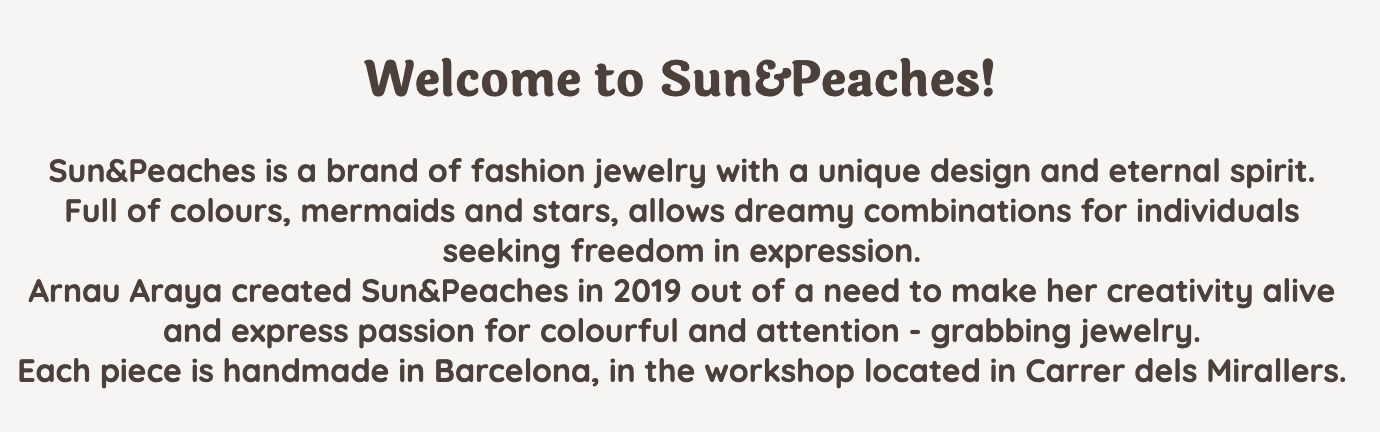 Welcome to Sun&Peaches!
Sun&Peaches is a brand of fashion jewelry with a unique design and eternal spirit.
Full of colours, mermaids and stars, allows dreamy combinations for individuals
seeking freedom in expression.
Arnau Araya created Sun&Peaches in 2019 out of a need to make her creativity alive
and express passion for colourful and attention - grabbing jewelry.
Each piece is handmade in Barcelona, in the workshop located in Carrer dels Mirallers.